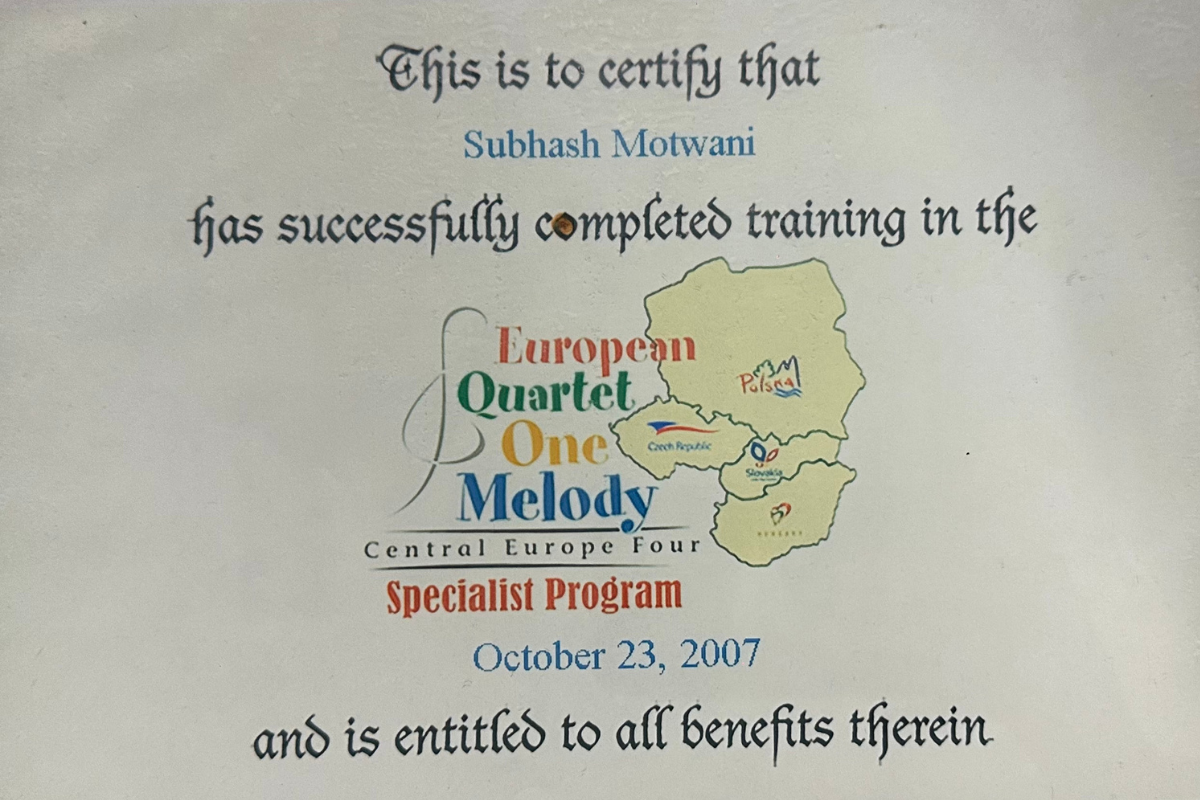 This is to certify that
Subhash Motwani
has successfully completed training in the
European
Quartet
One
Melody
Central Europe Four
Specialist Program
Polska
Czech Republic
Slovakia
HUNGARY
October 23, 2007
and is entitled to all benefits therein